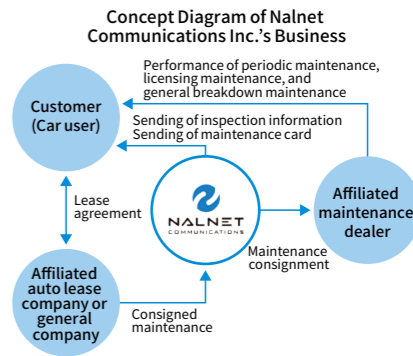 Concept Diagram of Nalnet
Communications Inc.'s Business
Performance of periodic maintenance,
licensing maintenance, and
general breakdown maintenance
Customer
(Car user)
Sending of inspection information
Sending of maintenance card
Lease
agreement
NALNET
COMMUNICATIONS
Affiliated
maintenance
dealer
Maintenance
consignment
Affiliated
auto lease
company or
general
company
Consigned
maintenance